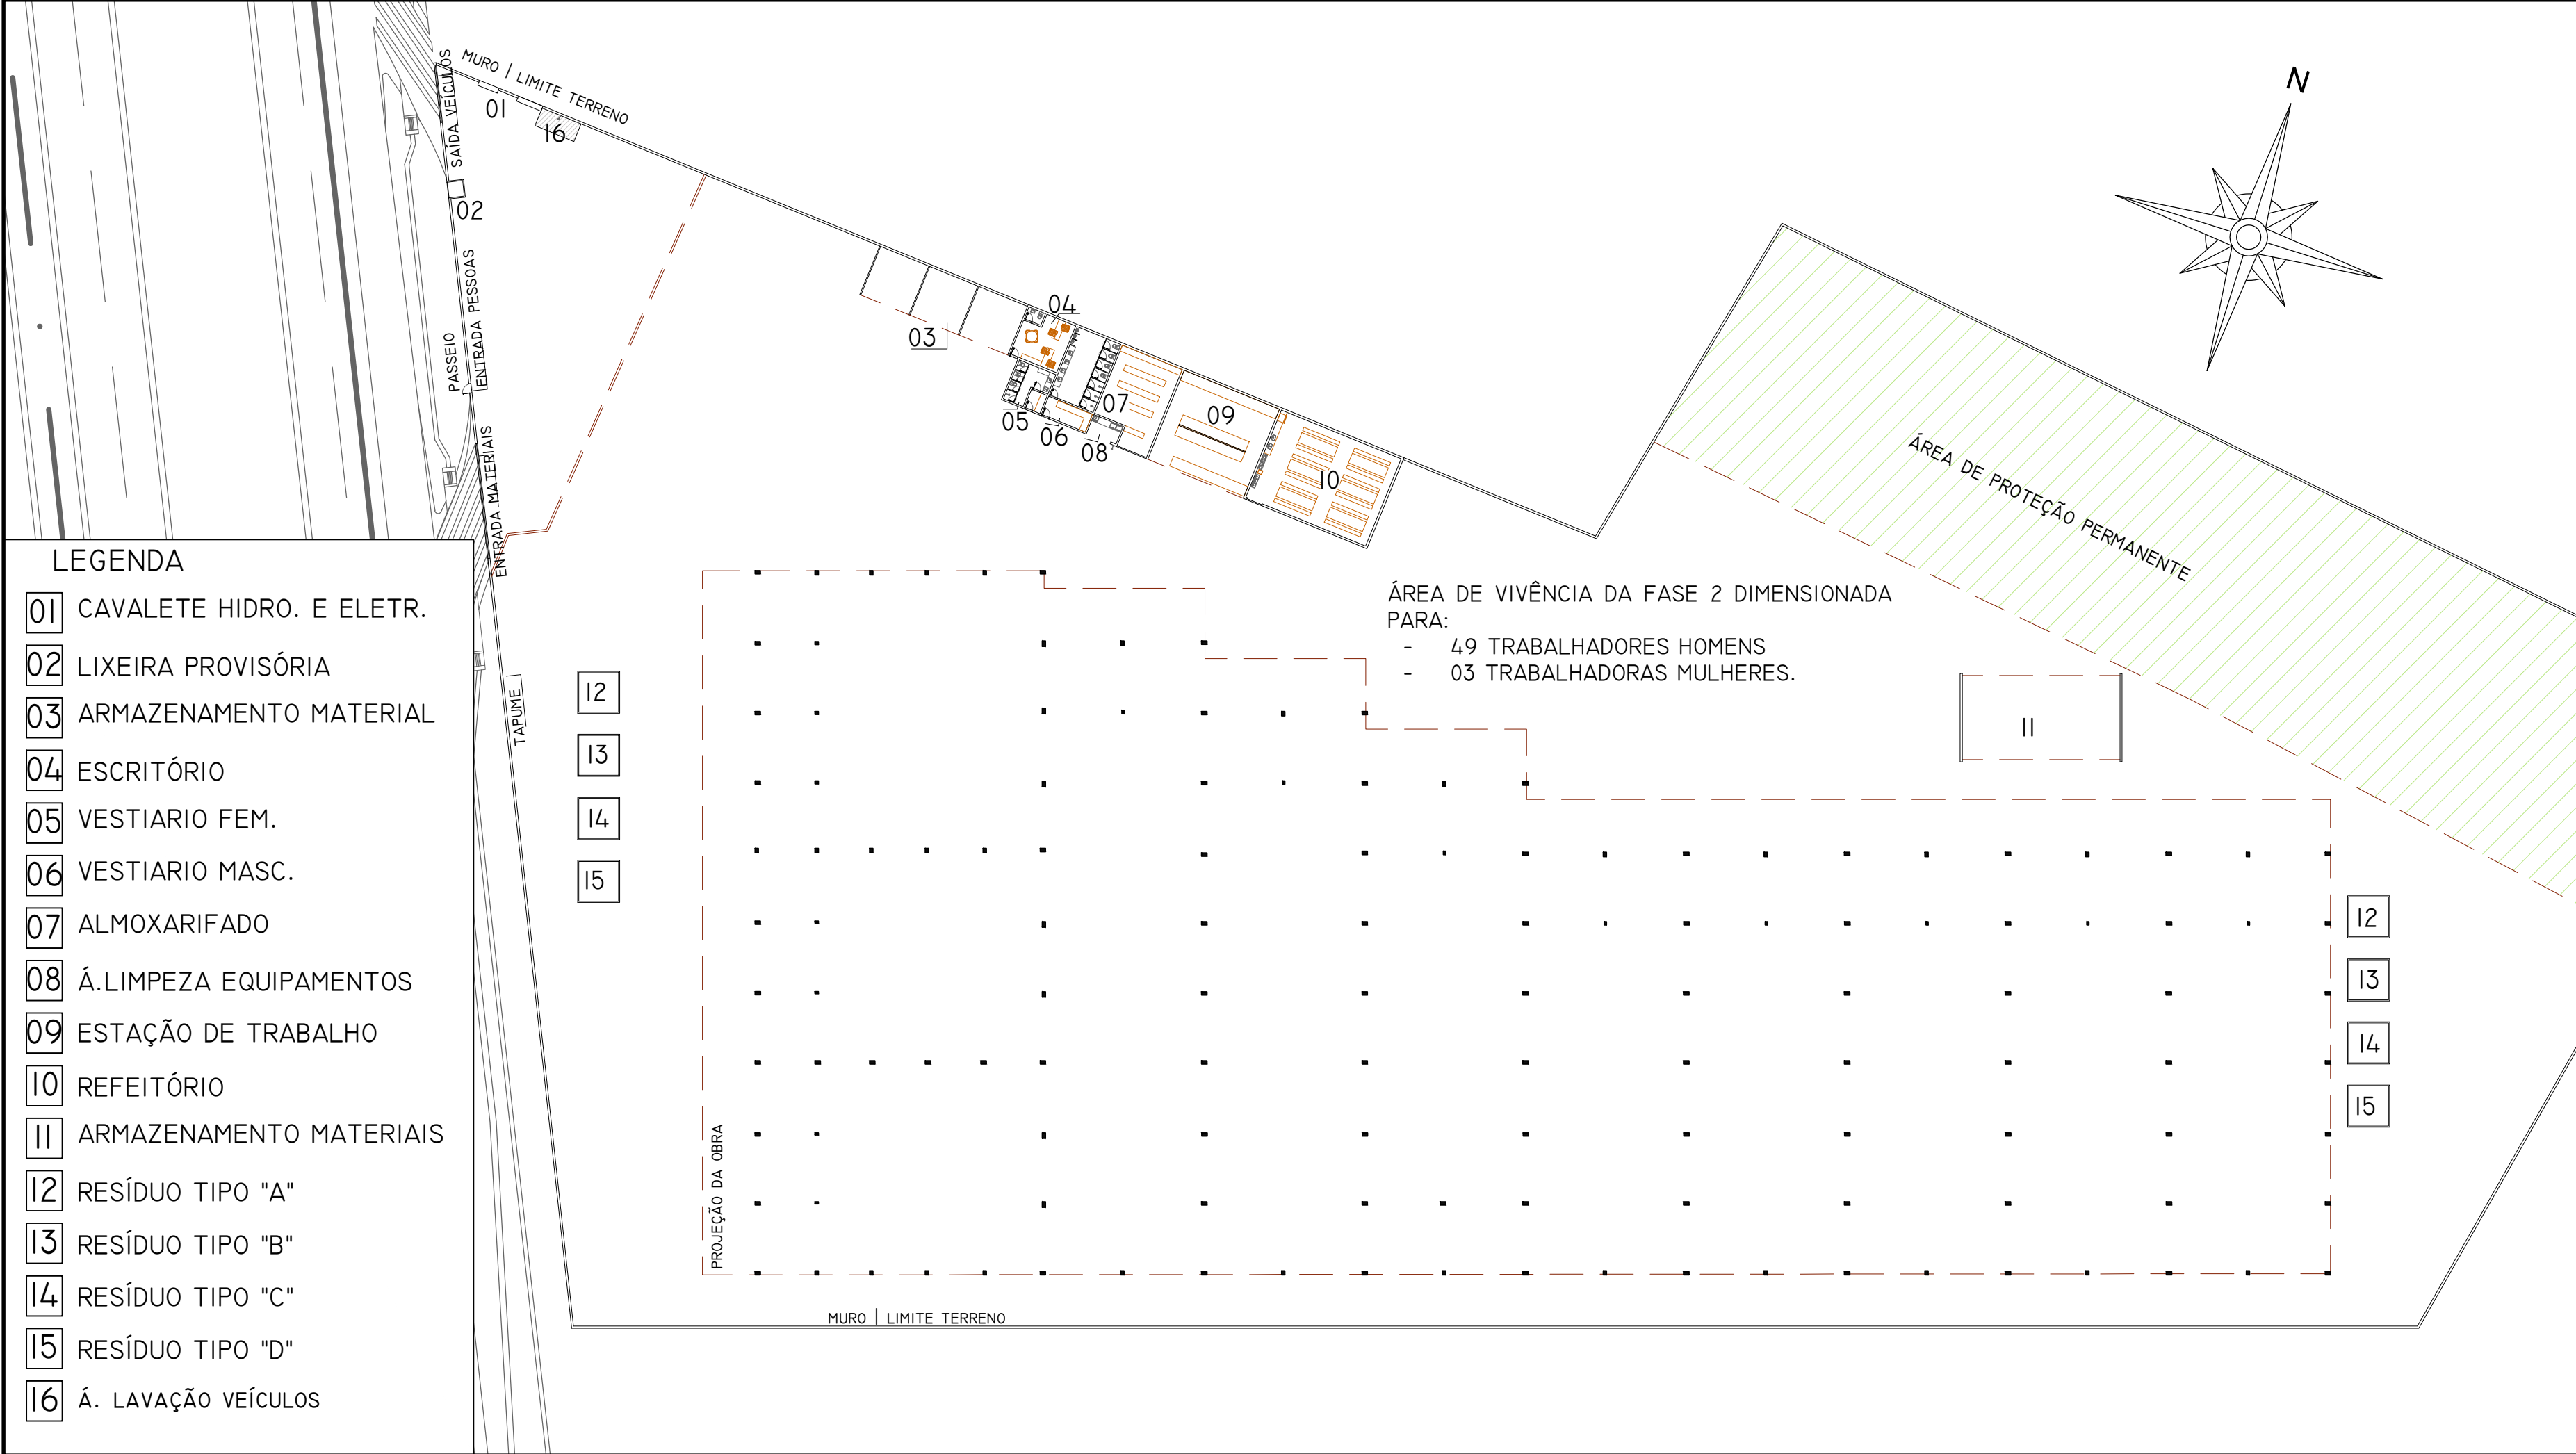 MURO | LIMITE TERRENO
SAÍDA VEÍCULOS
01
16
02
ENTRADA PESSOAS
PASSEIO
ENTRADA MATERIAIS
TAPUME
N
03
04
05
06
07
08
09
10
ÁREA DE PROTEÇÃO PERMANENTE
ÁREA DE VIVÊNCIA DA FASE 2 DIMENSIONADA
PARA:
- 49 TRABALHADORES HOMENS
- 03 TRABALHADORAS MULHERES.
11
12
13
14
15
12
13
14
15
PROJEÇÃO DA OBRA
MURO | LIMITE TERRENO
LEGENDA
01 CAVALETE HIDRO. E ELETR.
02 LIXEIRA PROVISÓRIA
03 ARMAZENAMENTO MATERIAL
04 ESCRITÓRIO
05 VESTIARIO FEM.
06 VESTIARIO MASC.
07 ALMOXARIFADO
08 Á.LIMPEZA EQUIPAMENTOS
09 ESTAÇÃO DE TRABALHO
10 REFEITÓRIO
11 ARMAZENAMENTO MATERIAIS
12 RESÍDUO TIPO "A"
13 RESÍDUO TIPO "B"
14 RESÍDUO TIPO "C"
15 RESÍDUO TIPO "D"
16 Á. LAVAÇÃO VEÍCULOS